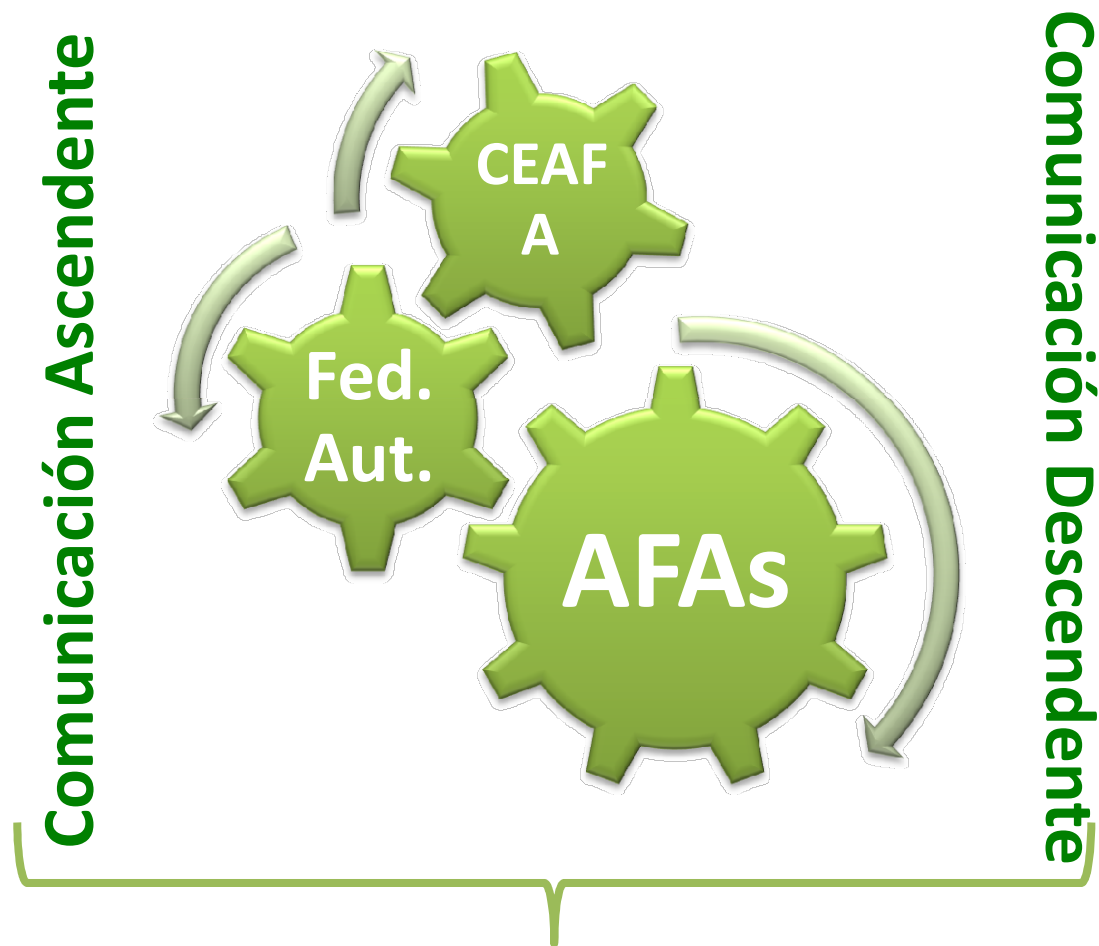 Comunicación Ascendente
CEAF
A
Fed.
Aut.
AFAs
Comunicación Descendente